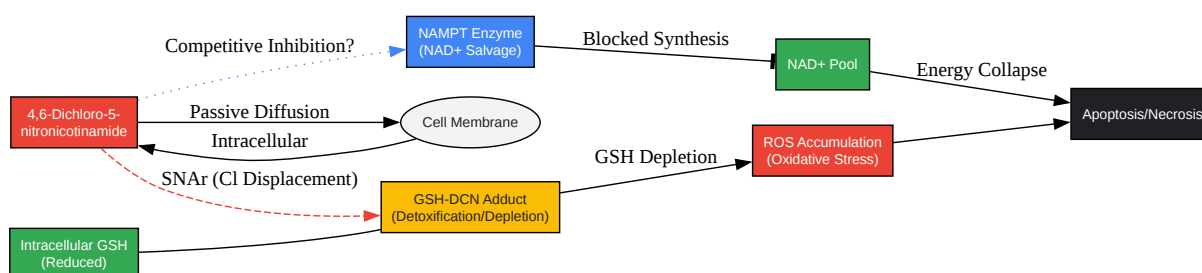 NAMPT Enzyme
(NAD+ Salvage)
Competitive Inhibition?
Blocked Synthesis
NAD+ Pool
Energy Collapse
4,6-Dichloro-5-
nitronicotinamide
Passive Diffusion
Intracellular
Cell Membrane
Apoptosis/Necrosis
SNAr (Cl Displacement)
GSH Depletion
ROS Accumulation
(Oxidative Stress)
GSH-DCN Adduct
(Detoxification/Depletion)
Intracellular GSH
(Reduced)